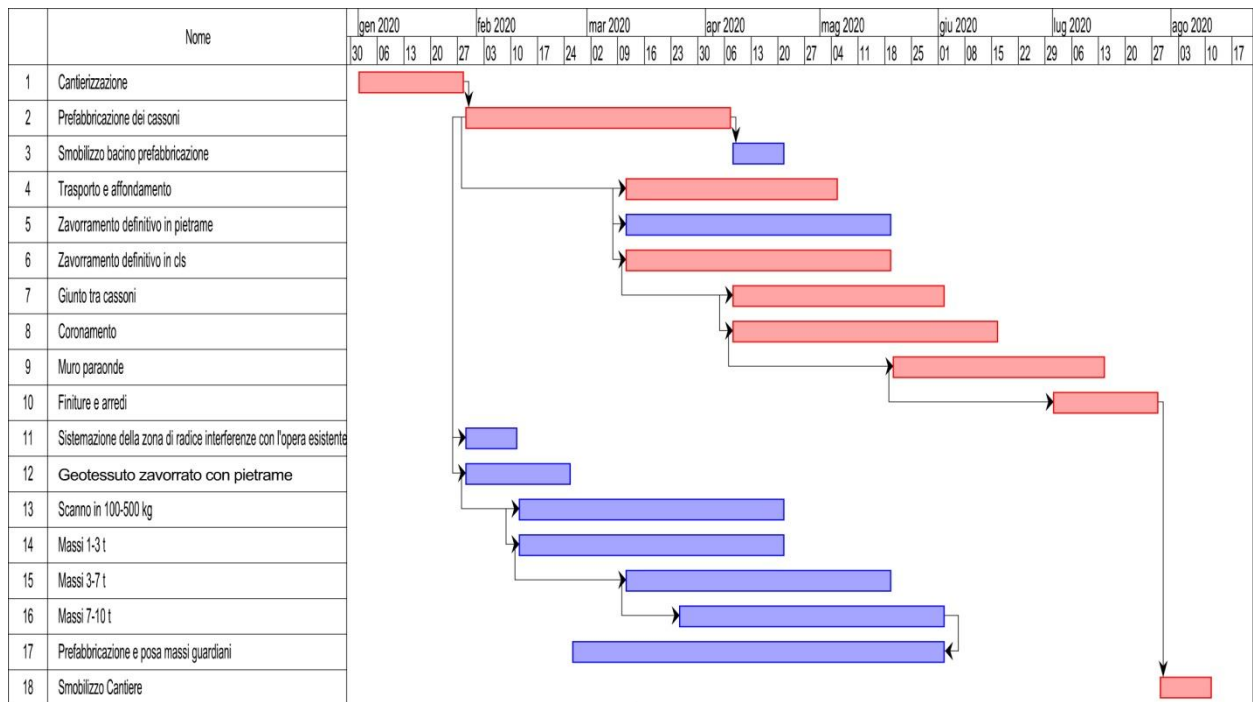 Nome
gen 2020 feb 2020 mar 2020 apr 2020 mag 2020 giu 2020 lug 2020 ago 2020
30 06 13 20 27 03 10 17 24 02 09 16 23 30 06 13 20 27 04 11 18 25 01 08 15 22 29 06 13 20 27 03 10 17
1 Cantierizzazione
2 Prefabbricazione dei cassoni
3 Smobilizzo bacino prefabbricazione
4 Trasporto e affondamento
5 Zavorramento definitivo in pietrame
6 Zavorramento definitivo in cls
7 Giunto tra cassoni
8 Coronamento
9 Muro paraonde
10 Finiture e arredi
11 Sistemazione della zona di radice interferenze con l'opera esistente
12 Geotessuto zavorrato con pietrame
13 Scanno in 100-500 kg
14 Massi 1-3 t
15 Massi 3-7 t
16 Massi 7-10 t
17 Prefabbricazione e posa massi guardiani
18 Smobilizzo Cantiere